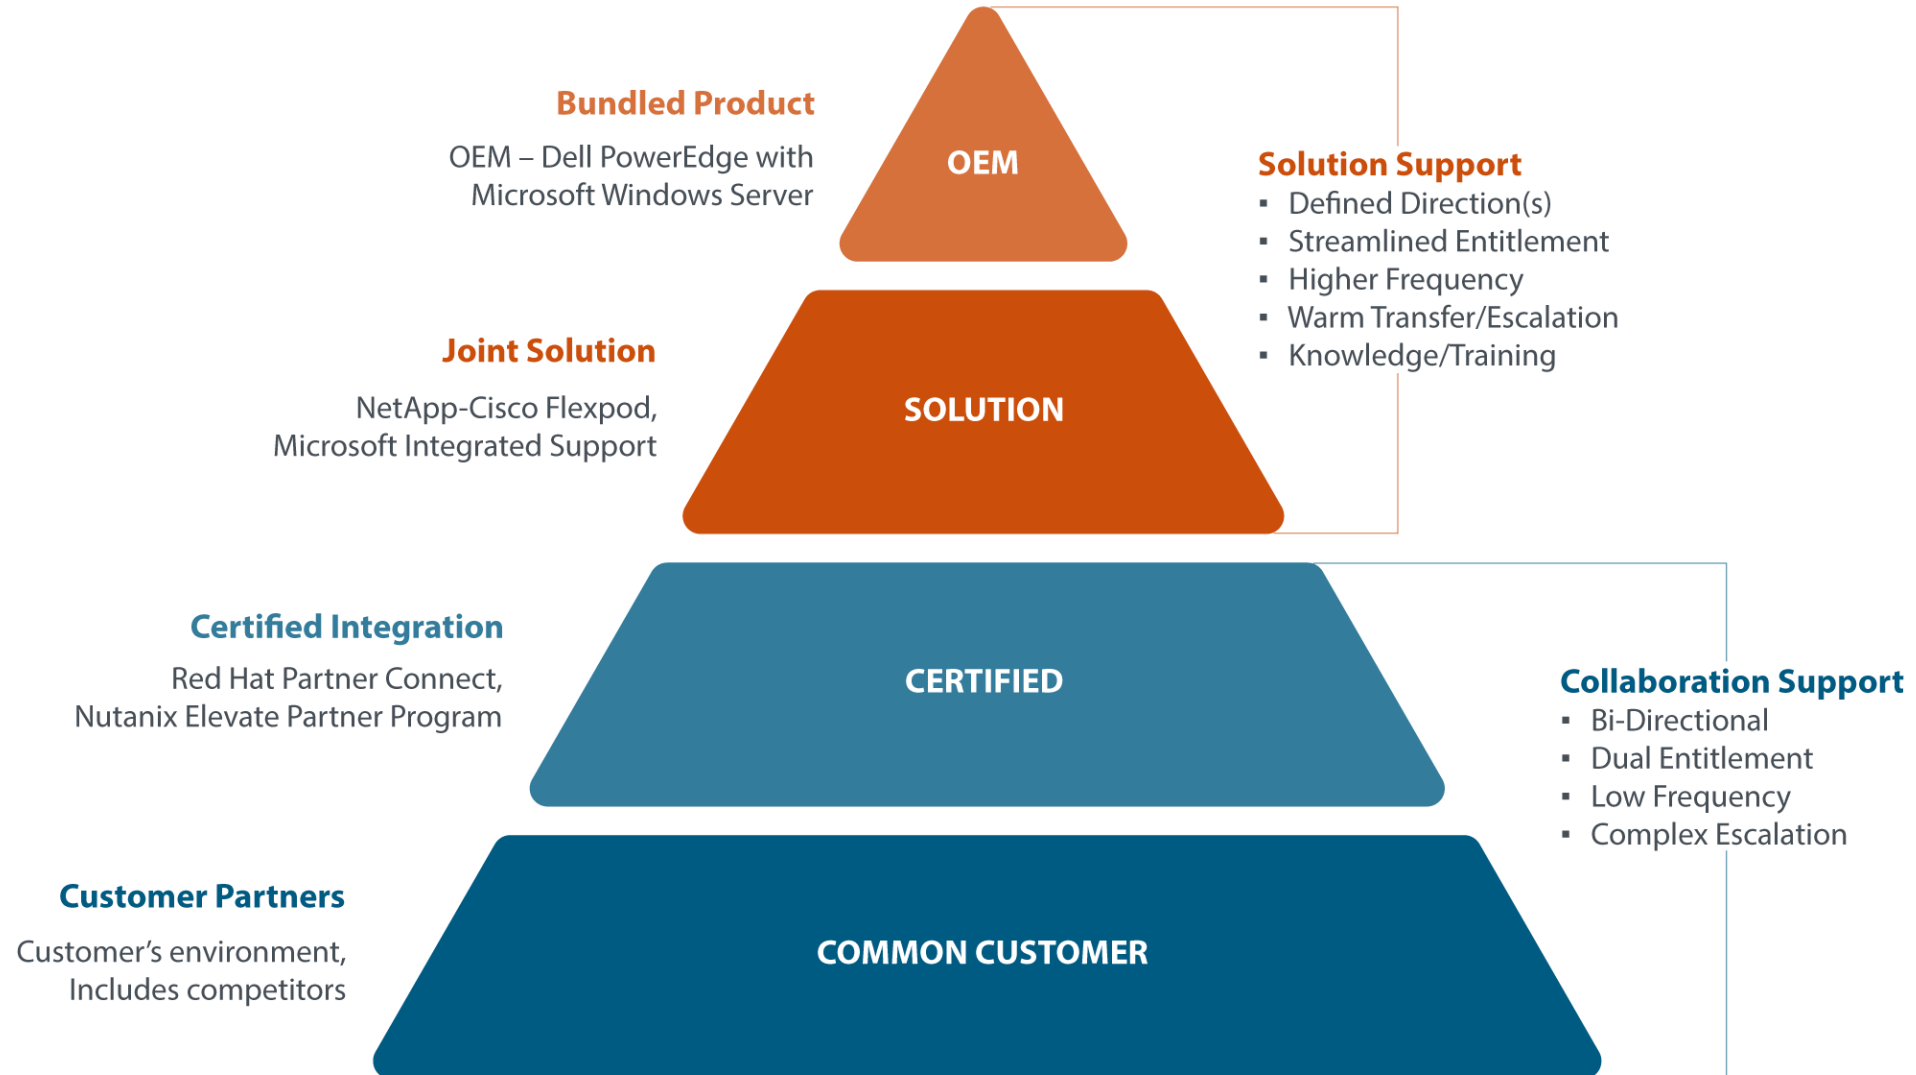 Bundled Product
OEM – Dell PowerEdge with
Microsoft Windows Server
OEM
Solution Support
▪ Defined Direction(s)
▪ Streamlined Entitlement
▪ Higher Frequency
▪ Warm Transfer/Escalation
▪ Knowledge/Training
Joint Solution
NetApp-Cisco Flexpod,
Microsoft Integrated Support
SOLUTION
Certified Integration
Red Hat Partner Connect,
Nutanix Elevate Partner Program
CERTIFIED
Collaboration Support
▪ Bi-Directional
▪ Dual Entitlement
▪ Low Frequency
▪ Complex Escalation
Customer Partners
Customer’s environment,
Includes competitors
COMMON CUSTOMER